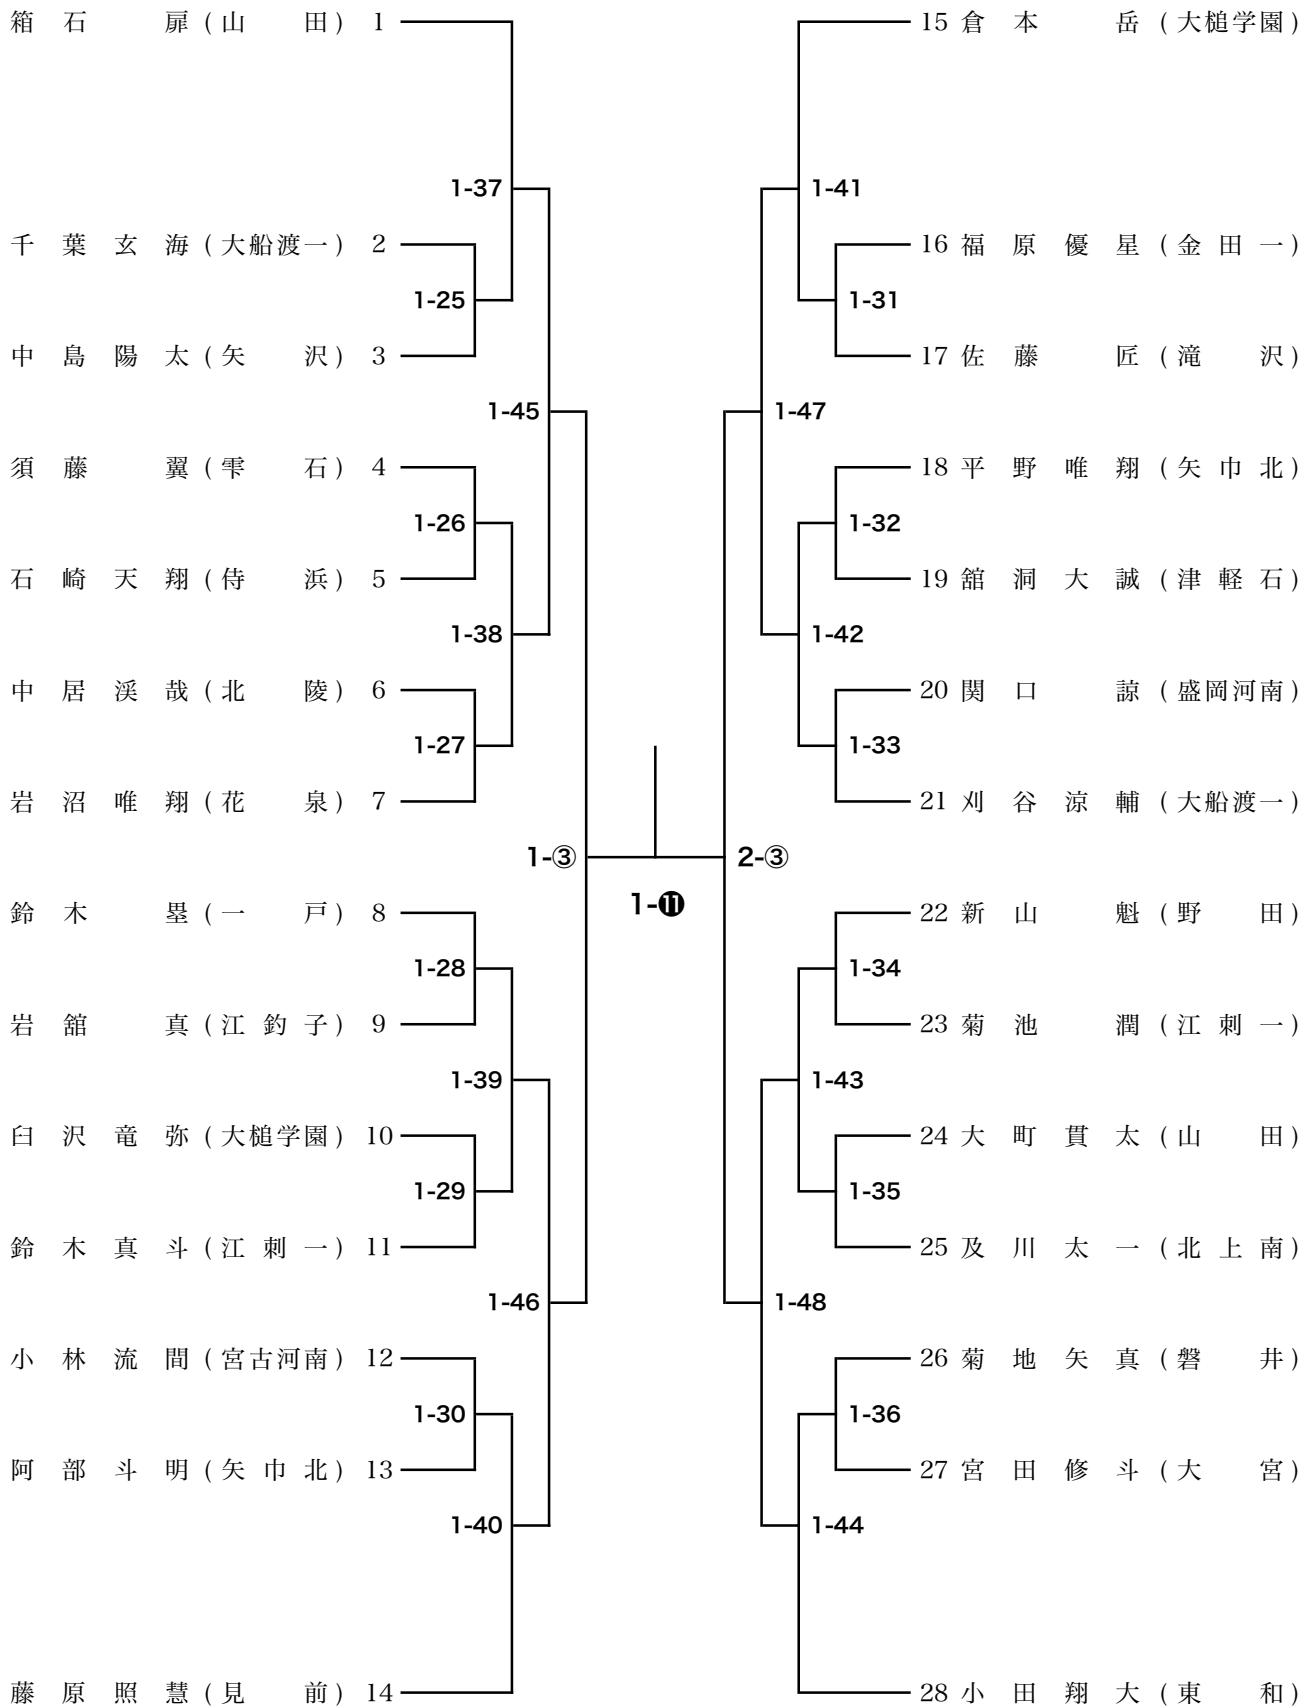 箱石 扉 (山 田) 1
1-37
千葉玄海 (大船渡一) 2
1-25
中島陽太 (矢 沢) 3
1-45
須藤 翼 (雫 石) 4
1-26
石崎天翔 (侍 浜) 5
1-38
中居渓哉 (北 陵) 6
1-27
岩沼唯翔 (花 泉) 7
1-③
鈴木 塁 (一 戸) 8
1-28
岩舘 真 (江釣子) 9
1-39
臼沢竜弥 (大槌学園) 10
1-29
鈴木真斗 (江刺一) 11
1-46
小林流間 (宮古河南) 12
1-30
阿部斗明 (矢巾北) 13
1-40
藤原照慧 (見 前) 14
1-⓫
15 倉本 岳 (大槌学園)
1-41
16 福原優星 (金田一)
1-31
17 佐藤 匠 (滝 沢)
1-47
18 平野唯翔 (矢巾北)
1-32
19 舘洞大誠 (津軽石)
1-42
20 関口 諒 (盛岡河南)
1-33
21 刈谷涼輔 (大船渡一)
2-③
22 新山 魁 (野 田)
1-34
23 菊池 潤 (江刺一)
1-43
24 大町貫太 (山 田)
1-35
25 及川太一 (北上南)
1-48
26 菊地矢真 (磐 井)
1-36
27 宮田修斗 (大 宮)
1-44
28 小田翔大 (東 和)